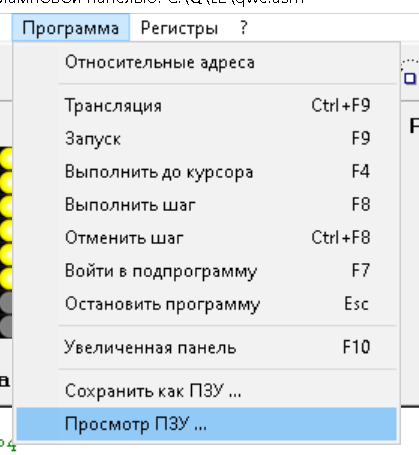 Программа Регистры ?
Относительные адреса
Трансляция Ctrl+F9
Запуск F9
Выполнить до курсора F4
Выполнить шаг F8
Отменить шаг Ctrl+F8
Войти в подпрограмму F7
Остановить программу Esc
Увеличенная панель F10
Сохранить как ПЗУ ...
Просмотр ПЗУ ...